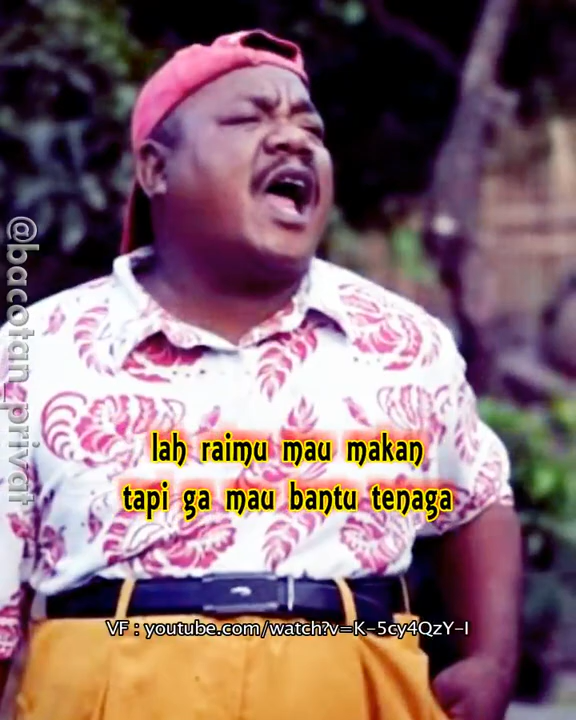 @bacotan_privat
lah raimu mau makan
tapi ga mau bantu tenaga
VF : youtube.com/watch?v=K-5cy4QzY-I